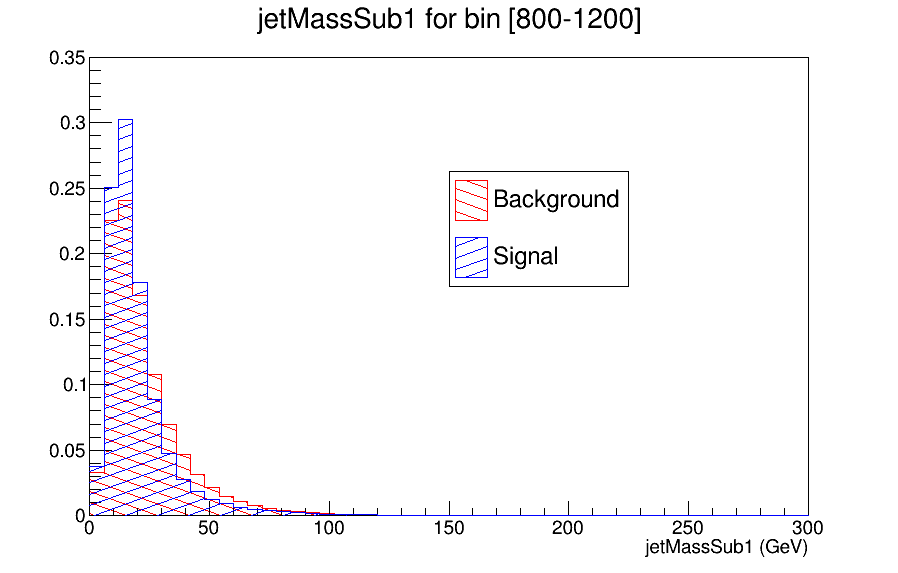 jetMassSub1 for bin [800-1200]
0.35
0.3
0.25
0.2
0.15
0.1
0.05
0
Background
Signal
0 50 100 150 200 250 300
jetMassSub1 (GeV)